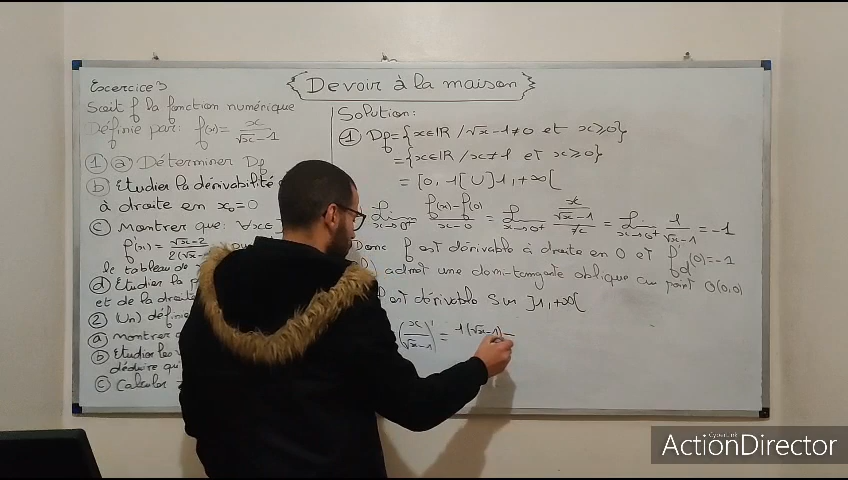 Devoir à la maison
Exercice 3
Soit f la fonction numérique
Définie par: f(x) = x/(√x-1)
① ⓐ Déterminer Df
ⓑ Etudier la dérivabilité
à droite en x₀=0
ⓒ montrer que: ∀x∈
f'(x) = (√x-2)/(2(√x-
le tableau de
ⓓ Etudier la
et de la droite
② (Un) définie
ⓐ montrer
ⓑ Etudier les
déduire qu
ⓒ Calculer
Solution:
① Df = {x∈IR / √x-1≠0 et x≥0}
= {x∈IR / x≠1 et x≥0}
= [0,1[ U ]1,+∞[
lim x→0⁺ (f(x)-f(0))/(x-0) = lim x→0⁺ (x/(√x-1))/x = lim x→0⁺ 1/(√x-1) = -1
Donc f est dérivable à droite en 0 et f'd(0)=-1
admet une demi-tangente oblique au point O(0,0)
est dérivable sur ]1,+∞[
(x/(√x-1))' = 1(√x-1)-
CyberLink
ActionDirector